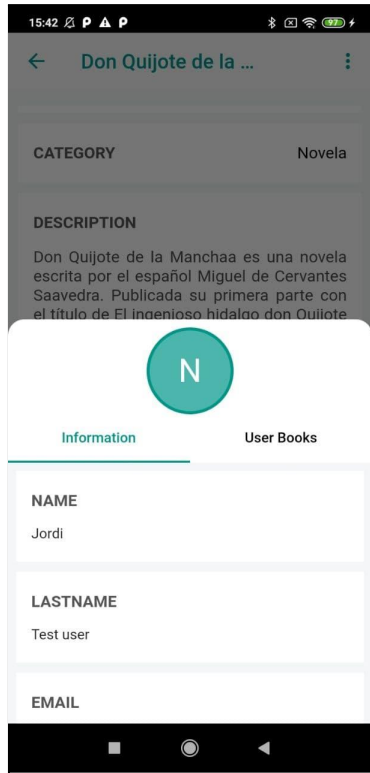 15:42 P P
97
Don Quijote de la ...
CATEGORY Novela
DESCRIPTION
Don Quijote de la Manchaa es una novela
escrita por el español Miguel de Cervantes
Saavedra. Publicada su primera parte con
el título de El ingenioso hidalgo don Quijote
N
Information User Books
NAME
Jordi
LASTNAME
Test user
EMAIL